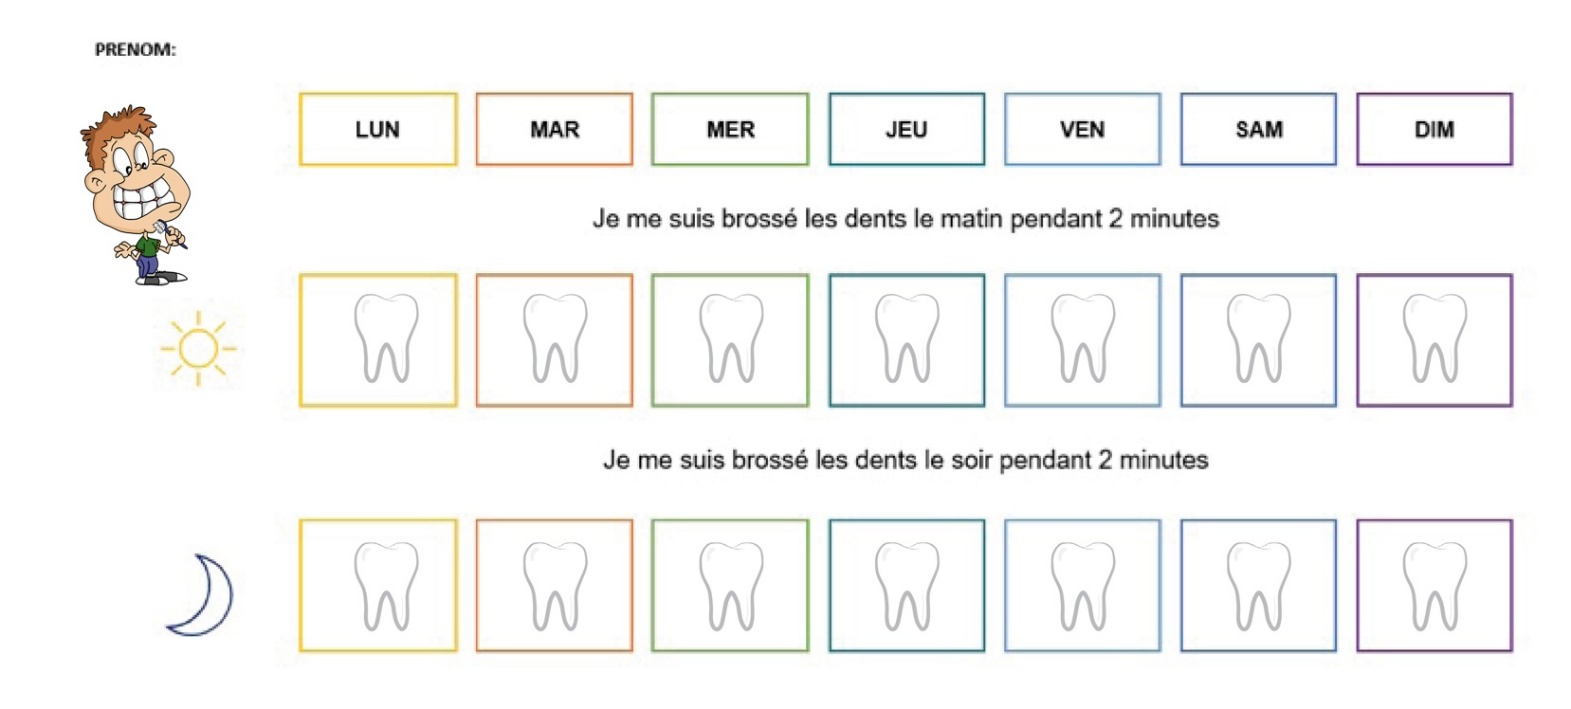 PRENOM:
LUN MAR MER JEU VEN SAM DIM
Je me suis brossé les dents le matin pendant 2 minutes
Je me suis brossé les dents le soir pendant 2 minutes